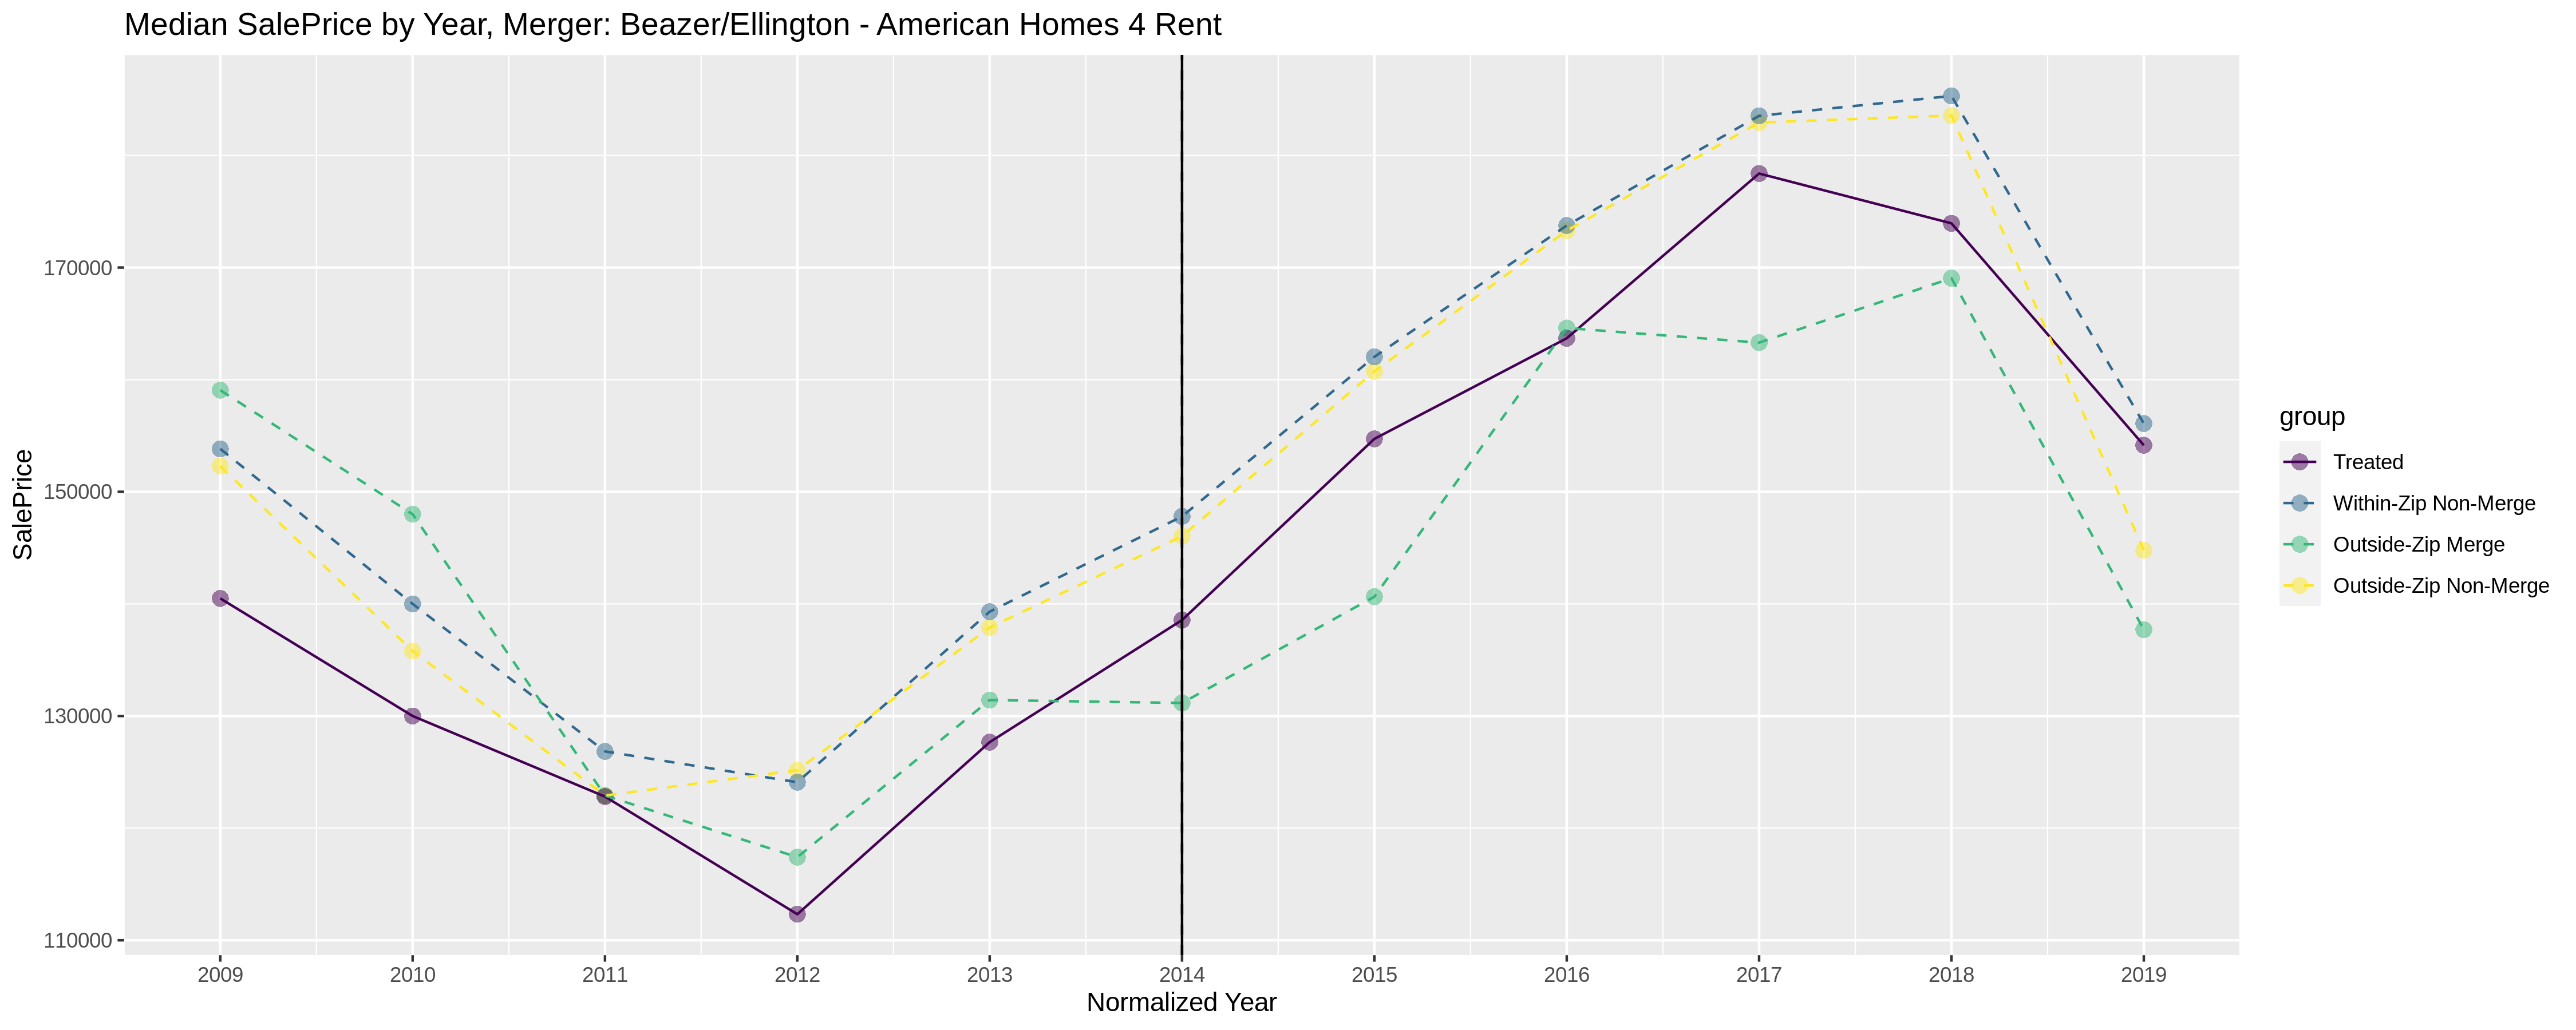 Median SalePrice by Year, Merger: Beazer/Ellington - American Homes 4 Rent
SalePrice
170000
150000
130000
110000
2009 2010 2011 2012 2013 2014 2015 2016 2017 2018 2019
Normalized Year
group
Treated
Within-Zip Non-Merge
Outside-Zip Merge
Outside-Zip Non-Merge